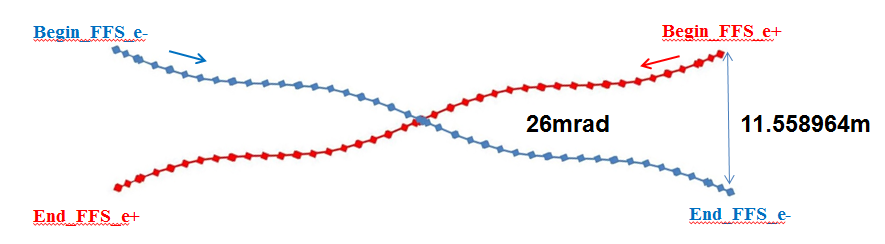 Begin_FFS_e-
Begin_FFS_e+
26mrad
11.558964m
End_FFS_e+
End_FFS_e-